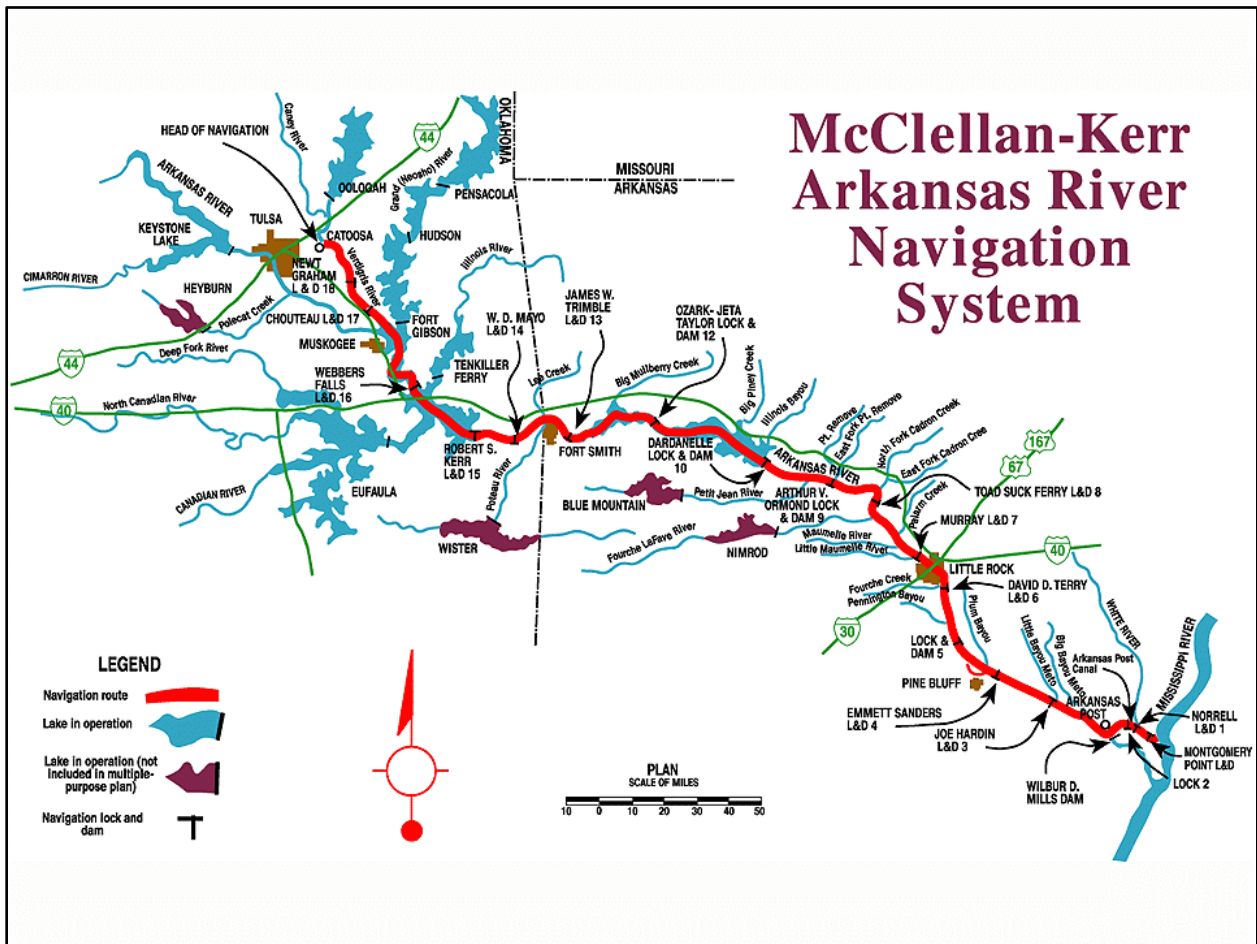 McClellan-Kerr
Arkansas River
Navigation
System
OKLAHOMA
MISSOURI
ARKANSAS
HEAD OF NAVIGATION
Caney River
44
ARKANSAS RIVER
OOLOGAH
Grand (Neosho) River
PENSACOLA
KEYSTONE
LAKE
TULSA
CATOOSA
HUDSON
CIMARRON RIVER
NEWT
GRAHAM
L & D 18
Verdigris River
Illinois River
HEYBURN
Polecat Creek
CHOUTEAU L&D 17
FORT
GIBSON
W. D. MAYO
L&D 14
JAMES W.
TRIMBLE
L&D 13
OZARK- JETA
TAYLOR LOCK &
DAM 12
44
Deep Fork River
MUSKOGEE
TENKILLER
FERRY
Lee Creek
Big Mullberry Creek
Big Piney Creek
Illinois Bayou
WEBBERS
FALLS
L&D 16
40
North Canadian River
Pt. Remove
East Fork Pt. Remove
North Fork Cadron Creek
East Fork Cadron Cree
167
67
ROBERT S.
KERR
L&D 15
FORT SMITH
DARDANELLE
LOCK & DAM
10
ARKANSAS RIVER
CANADIAN RIVER
EUFAULA
Poteau River
BLUE MOUNTAIN
Petit Jean River
ARTHUR V.
ORMOND LOCK
& DAM 9
TOAD SUCK FERRY L&D 8
Palarm Creek
MURRAY L&D 7
WISTER
Fourche LaFave River
NIMROD
Maumelle River
Little Maumelle River
40
LITTLE ROCK
Fourche Creek
Pennington Bayou
DAVID D. TERRY
L&D 6
30
Plum Bayou
LOCK &
DAM 5
Little Bayou Meto
Big Bayou Meto
WHITE RIVER
MISSISSIPPI RIVER
Arkansas Post
Canal
PINE BLUFF
ARKANSAS
POST
EMMETT SANDERS
L&D 4
JOE HARDIN
L&D 3
NORRELL
L&D 1
MONTGOMERY
POINT L&D
WILBUR D.
MILLS DAM
LOCK 2
LEGEND
Navigation route
Lake in operation
Lake in operation (not
included in multiple-
purpose plan)
Navigation lock and
dam
PLAN
SCALE OF MILES
10 0 10 20 30 40 50